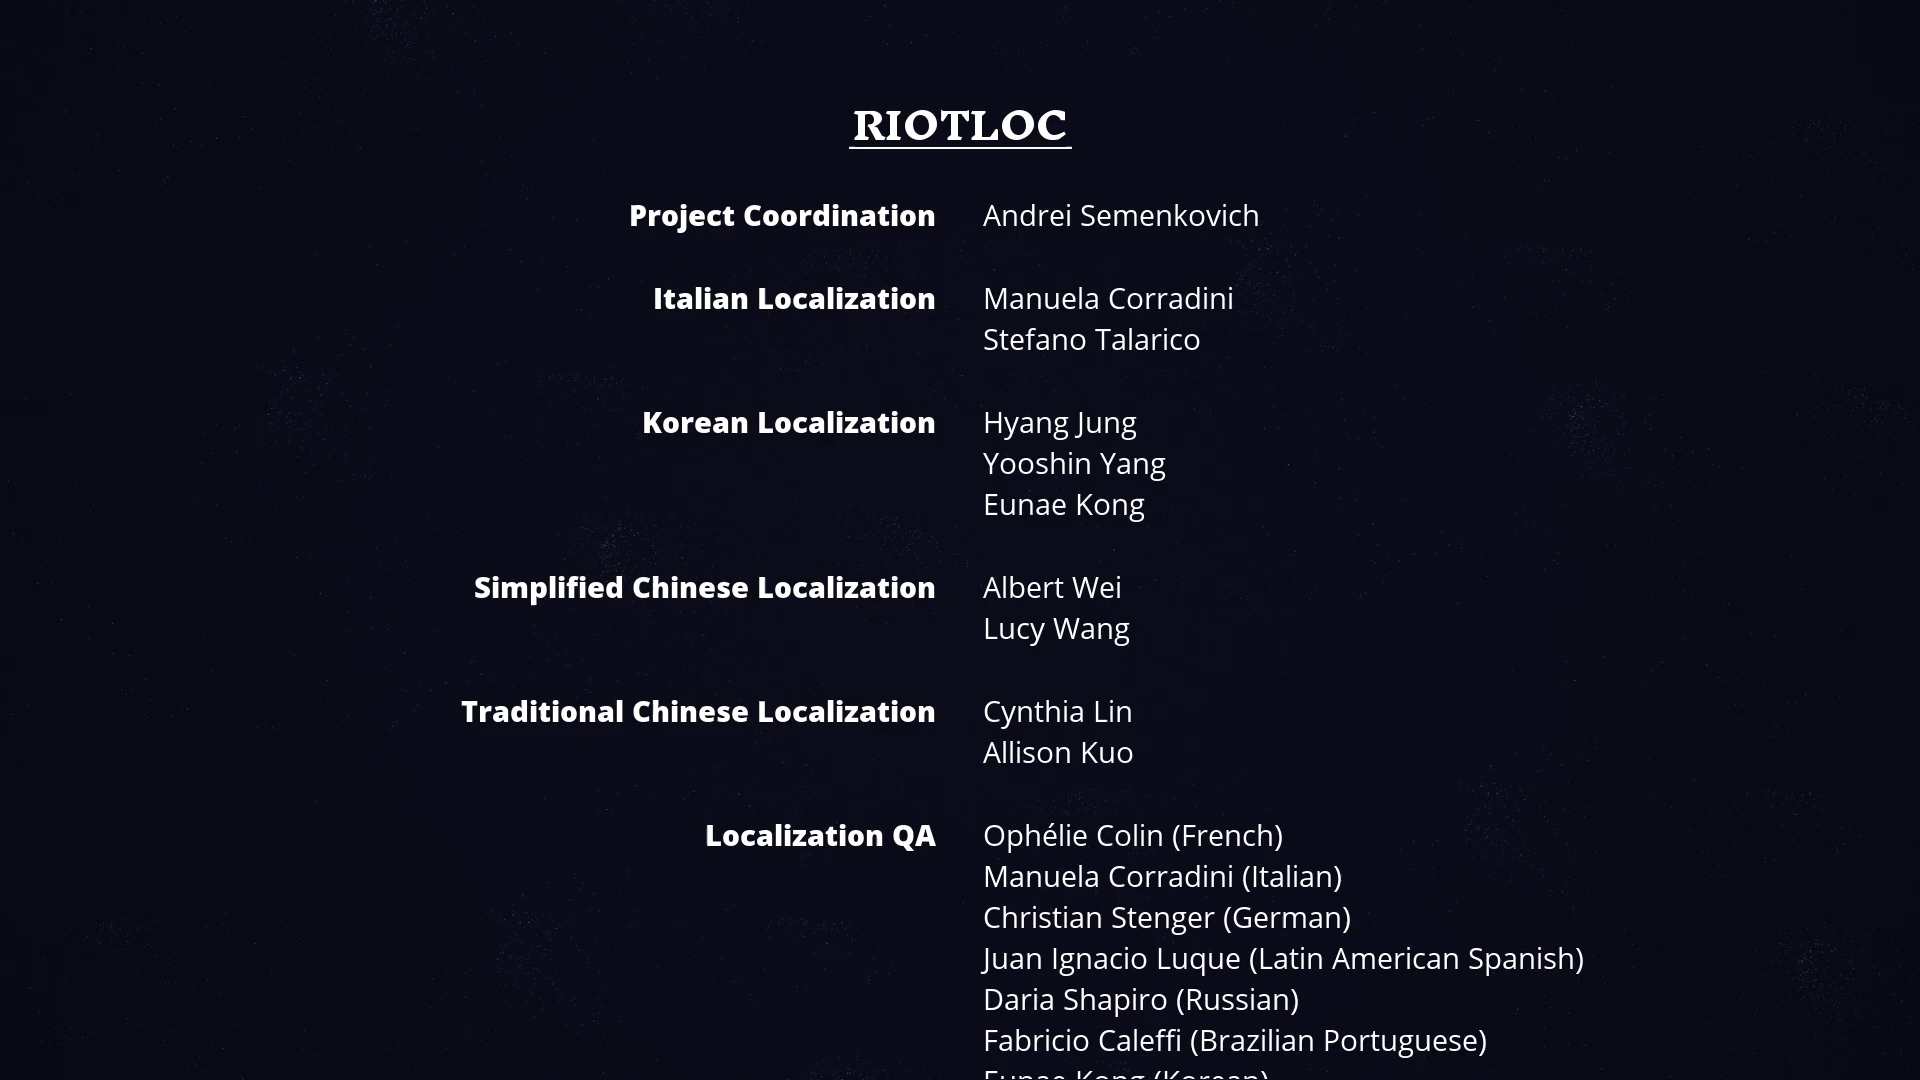 RIOTLOC
Project Coordination Andrei Semenkovich
Italian Localization Manuela Corradini
Stefano Talarico
Korean Localization Hyang Jung
Yooshin Yang
Eunae Kong
Simplified Chinese Localization Albert Wei
Lucy Wang
Traditional Chinese Localization Cynthia Lin
Allison Kuo
Localization QA Ophélie Colin (French)
Manuela Corradini (Italian)
Christian Stenger (German)
Juan Ignacio Luque (Latin American Spanish)
Daria Shapiro (Russian)
Fabricio Caleffi (Brazilian Portuguese)
Eunae Kong (Korean)